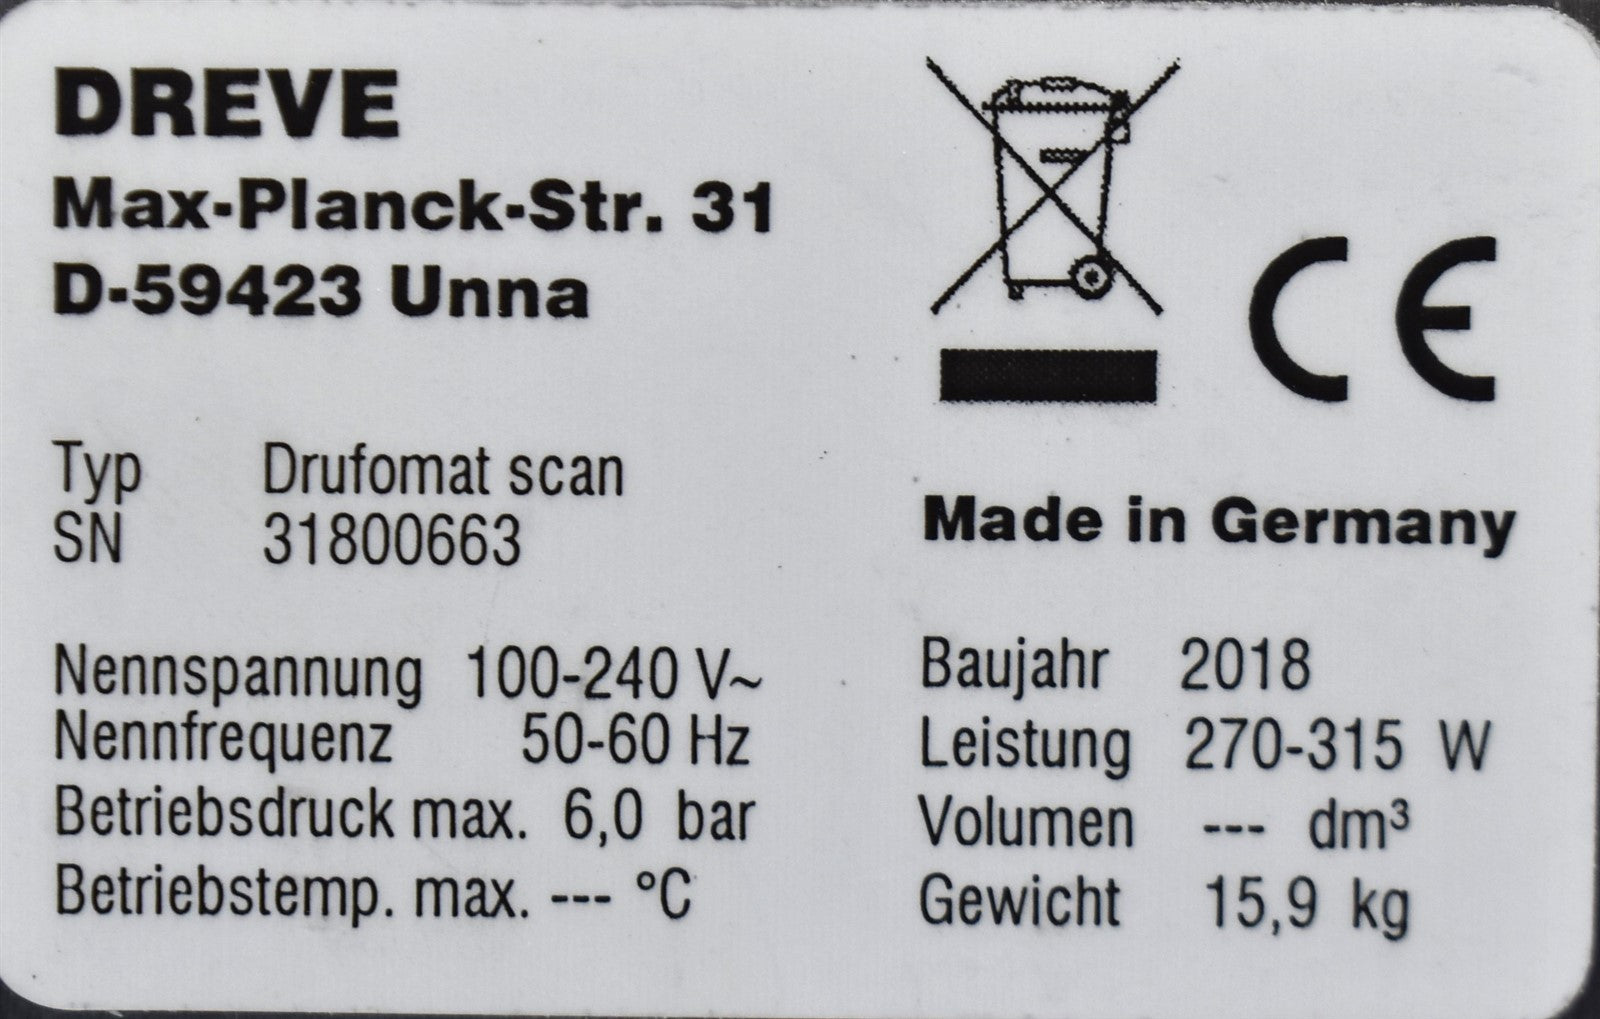 DREVE
Max-Planck-Str. 31
D-59423 Unna
CE
Typ Drufomat scan
SN 31800663
Made in Germany
Nennspannung 100-240 V~
Nennfrequenz 50-60 Hz
Betriebsdruck max. 6,0 bar
Betriebstemp. max. --- °C
Baujahr 2018
Leistung 270-315 W
Volumen --- dm³
Gewicht 15,9 kg